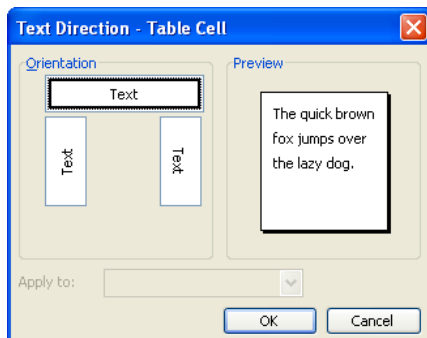 Text Direction - Table Cell
Orientation
Text
Text
Text
Preview
The quick brown
fox jumps over
the lazy dog.
Apply to:
OK
Cancel